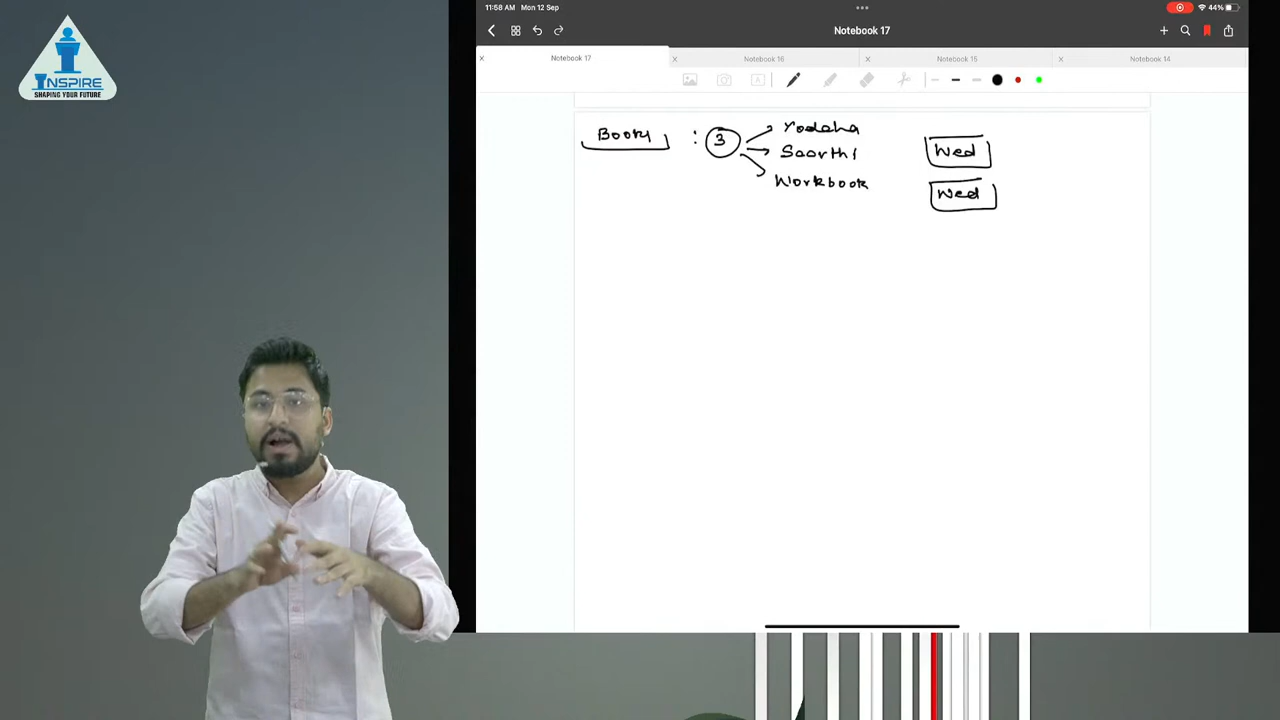 11:58 AM Mon 12 Sep
44%
Notebook 17
Notebook 17
Notebook 16
Notebook 15
Notebook 14
INSPIRE
SHAPING YOUR FUTURE
Books : 3
Yoddha
Saarthi
Workbook
Wed
Wed